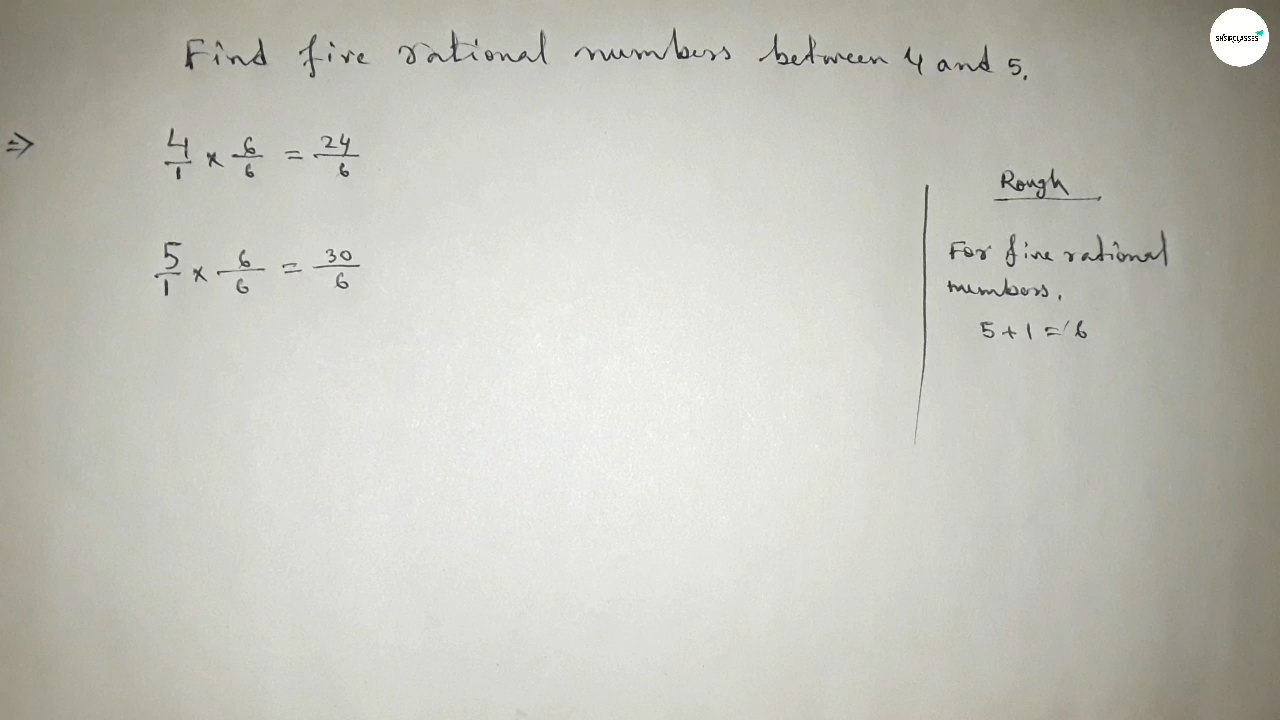 SHSIRCLASSES
Find five rational numbers between 4 and 5.
⇒ 4/1 × 6/6 = 24/6
5/1 × 6/6 = 30/6
Rough
For five rational
numbers.
5 + 1 = 6